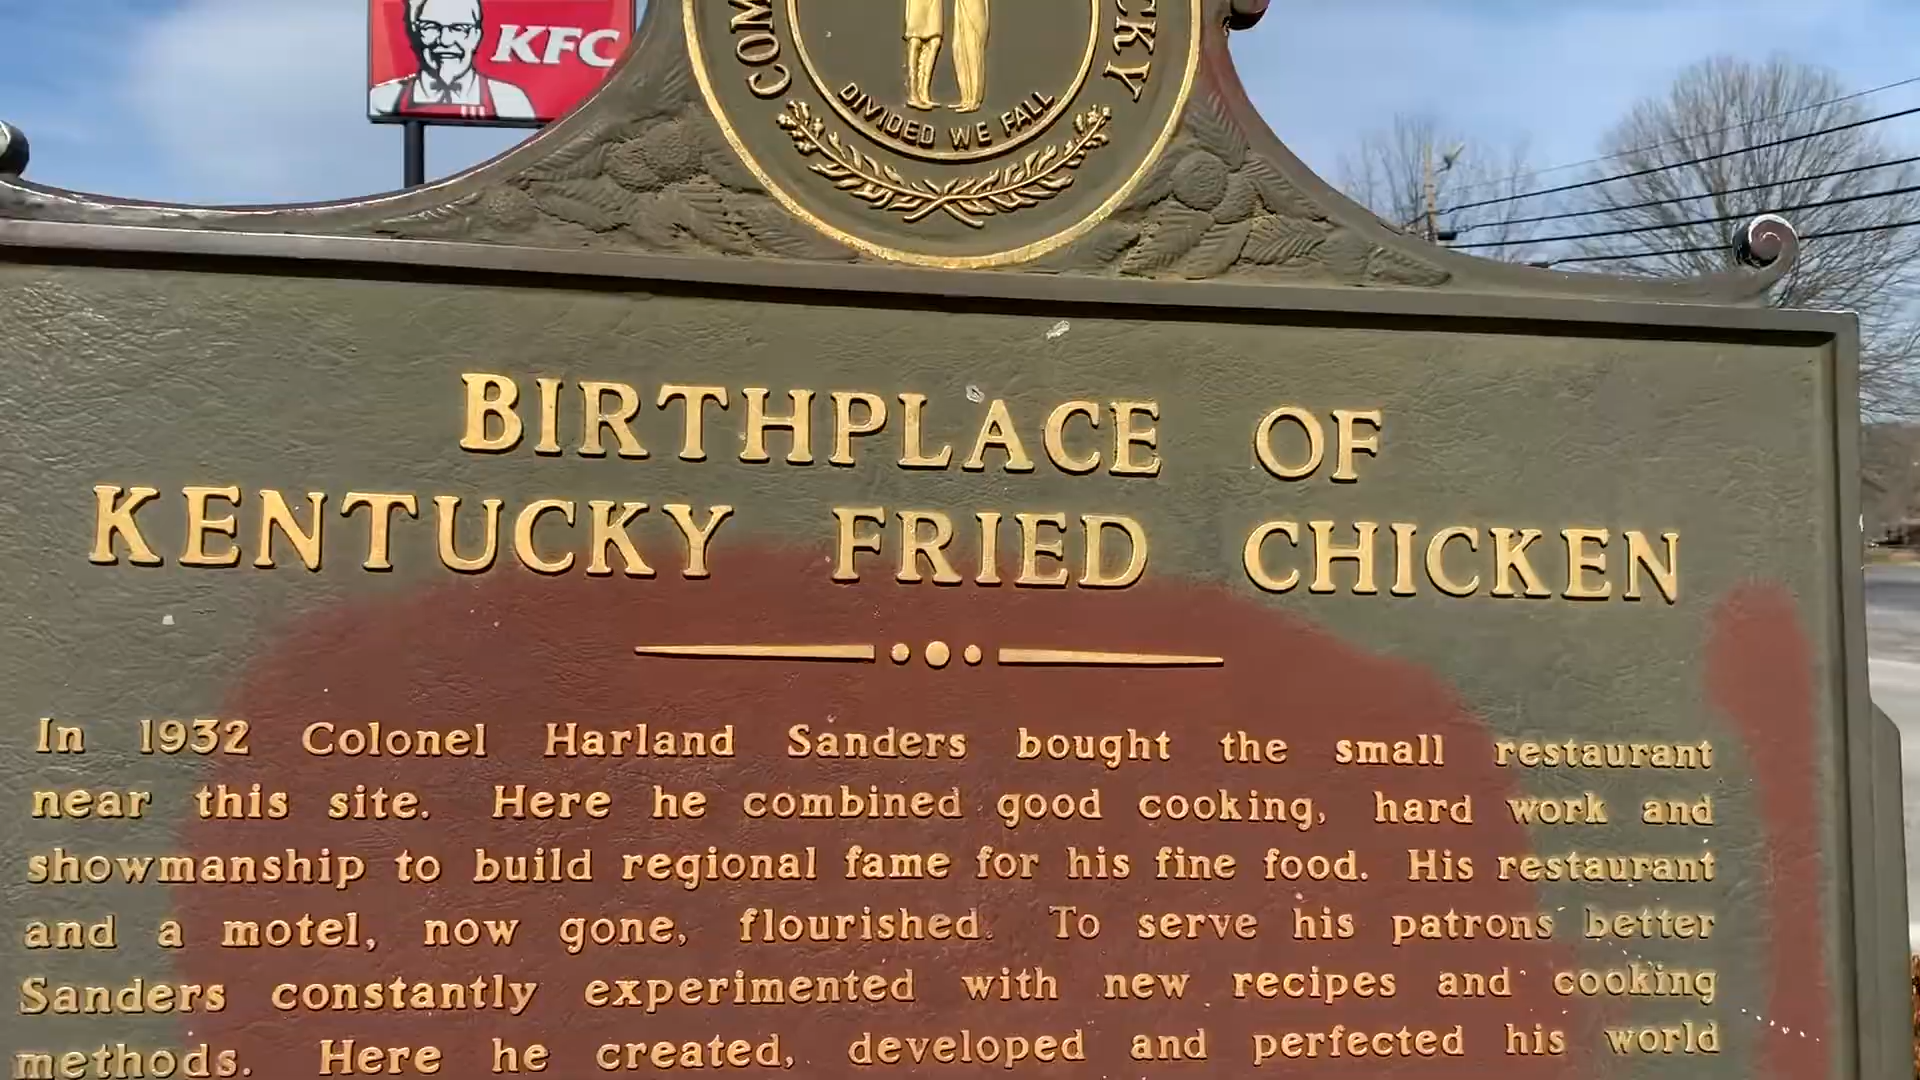 KFC
COM CKY
DIVIDED WE FALL
BIRTHPLACE OF
KENTUCKY FRIED CHICKEN
In 1932 Colonel Harland Sanders bought the small restaurant
near this site. Here he combined good cooking, hard work and
showmanship to build regional fame for his fine food. His restaurant
and a motel, now gone, flourished. To serve his patrons better
Sanders constantly experimented with new recipes and cooking
methods. Here he created, developed and perfected his world